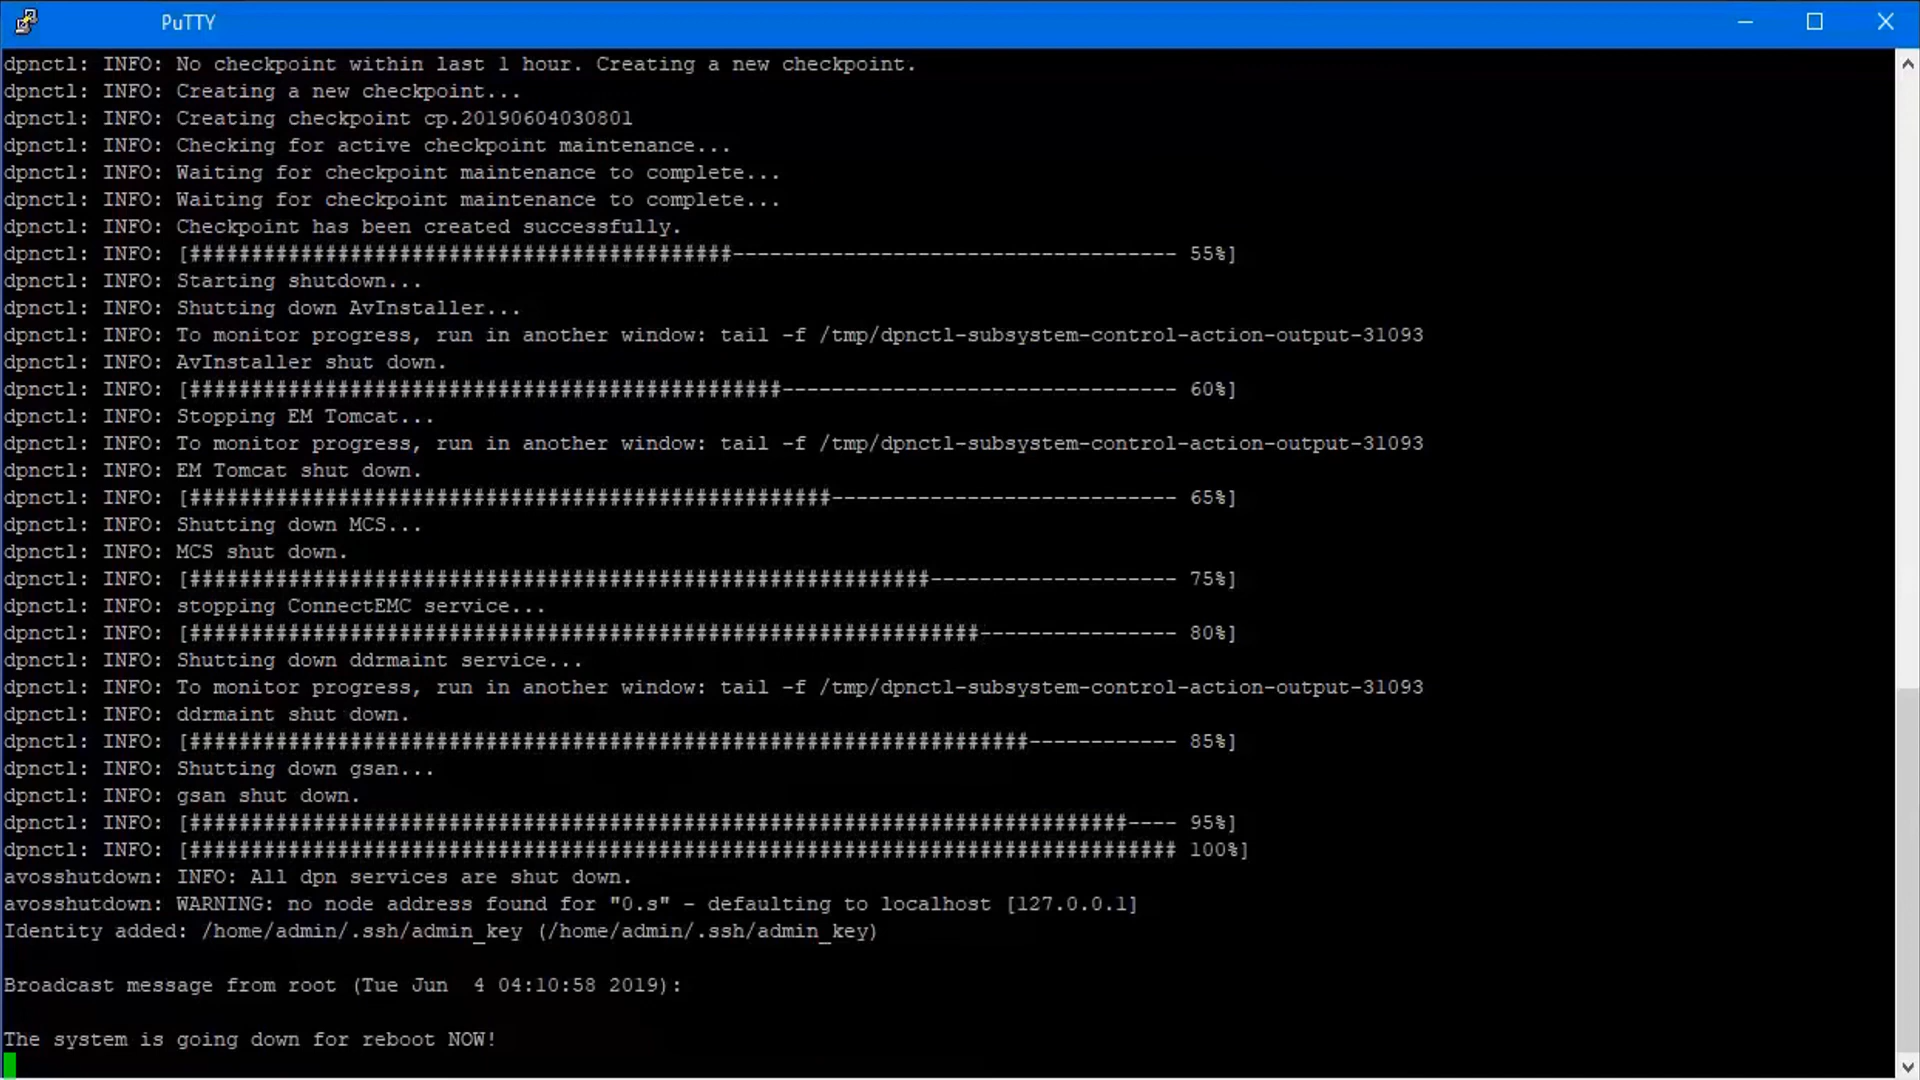 PuTTY
dpnctl: INFO: No checkpoint within last 1 hour. Creating a new checkpoint.
dpnctl: INFO: Creating a new checkpoint...
dpnctl: INFO: Creating checkpoint cp.20190604030801
dpnctl: INFO: Checking for active checkpoint maintenance...
dpnctl: INFO: Waiting for checkpoint maintenance to complete...
dpnctl: INFO: Waiting for checkpoint maintenance to complete...
dpnctl: INFO: Checkpoint has been created successfully.
dpnctl: INFO: [############################################------------------------------------ 55%]
dpnctl: INFO: Starting shutdown...
dpnctl: INFO: Shutting down AvInstaller...
dpnctl: INFO: To monitor progress, run in another window: tail -f /tmp/dpnctl-subsystem-control-action-output-31093
dpnctl: INFO: AvInstaller shut down.
dpnctl: INFO: [################################################-------------------------------- 60%]
dpnctl: INFO: Stopping EM Tomcat...
dpnctl: INFO: To monitor progress, run in another window: tail -f /tmp/dpnctl-subsystem-control-action-output-31093
dpnctl: INFO: EM Tomcat shut down.
dpnctl: INFO: [####################################################---------------------------- 65%]
dpnctl: INFO: Shutting down MCS...
dpnctl: INFO: MCS shut down.
dpnctl: INFO: [############################################################-------------------- 75%]
dpnctl: INFO: stopping ConnectEMC service...
dpnctl: INFO: [################################################################---------------- 80%]
dpnctl: INFO: Shutting down ddrmaint service...
dpnctl: INFO: To monitor progress, run in another window: tail -f /tmp/dpnctl-subsystem-control-action-output-31093
dpnctl: INFO: ddrmaint shut down.
dpnctl: INFO: [####################################################################------------ 85%]
dpnctl: INFO: Shutting down gsan...
dpnctl: INFO: gsan shut down.
dpnctl: INFO: [############################################################################---- 95%]
dpnctl: INFO: [################################################################################ 100%]
avosshutdown: INFO: All dpn services are shut down.
avosshutdown: WARNING: no node address found for "0.s" - defaulting to localhost [127.0.0.1]
Identity added: /home/admin/.ssh/admin_key (/home/admin/.ssh/admin_key)
Broadcast message from root (Tue Jun  4 04:10:58 2019):
The system is going down for reboot NOW!